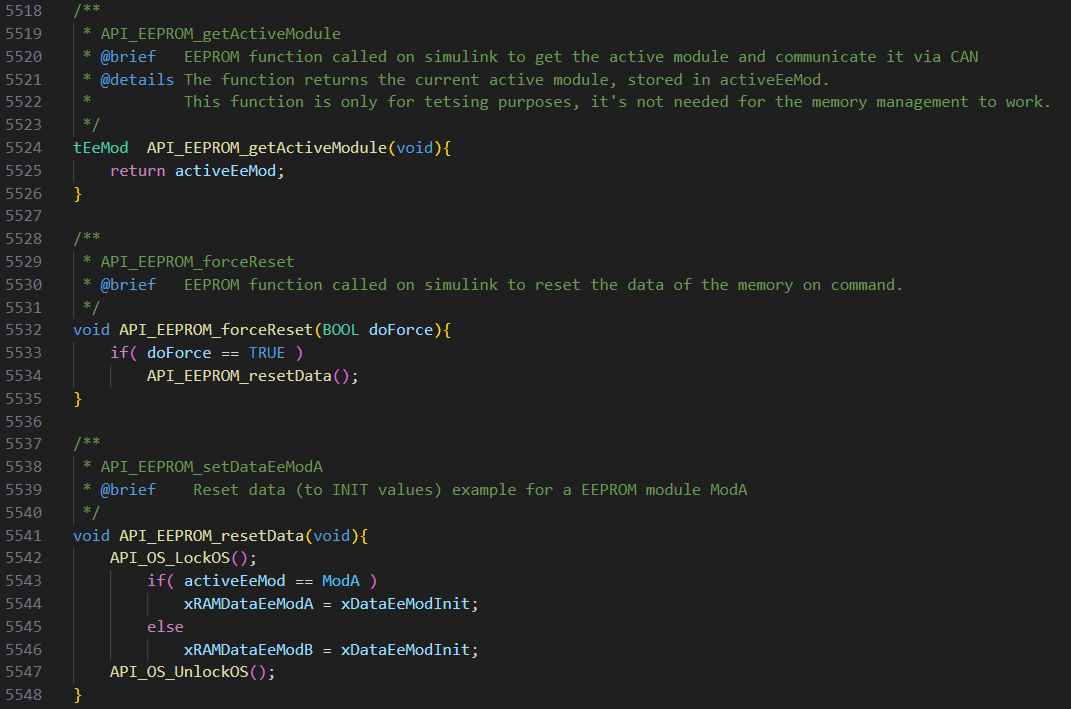 5518 /**
5519  * API_EEPROM_getActiveModule
5520  * @brief   EEPROM function called on simulink to get the active module and communicate it via CAN
5521  * @details The function returns the current active module, stored in activeEeMod.
5522  *          This function is only for tetsing purposes, it's not needed for the memory management to work.
5523  */
5524 tEeMod  API_EEPROM_getActiveModule(void){
5525     return activeEeMod;
5526 }
5527
5528 /**
5529  * API_EEPROM_forceReset
5530  * @brief   EEPROM function called on simulink to reset the data of the memory on command.
5531  */
5532 void API_EEPROM_forceReset(BOOL doForce){
5533     if( doForce == TRUE )
5534         API_EEPROM_resetData();
5535 }
5536
5537 /**
5538  * API_EEPROM_setDataEeModA
5539  * @brief    Reset data (to INIT values) example for a EEPROM module ModA
5540  */
5541 void API_EEPROM_resetData(void){
5542     API_OS_LockOS();
5543         if( activeEeMod == ModA )
5544             xRAMDataEeModA = xDataEeModInit;
5545         else
5546             xRAMDataEeModB = xDataEeModInit;
5547     API_OS_UnlockOS();
5548 }